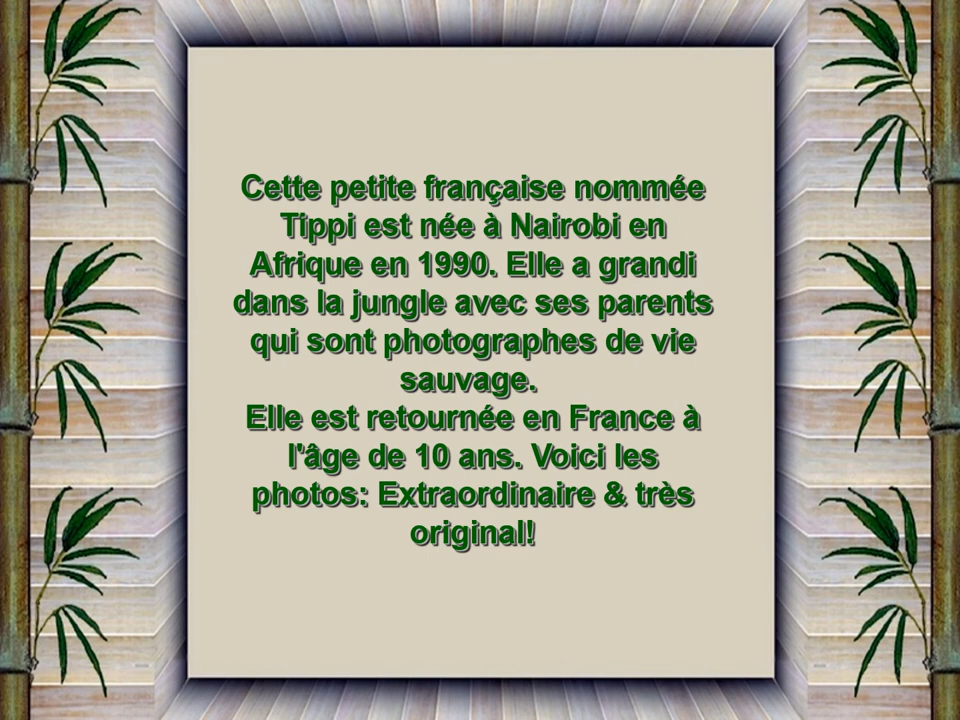 Cette petite française nommée
Tippi est née à Nairobi en
Afrique en 1990. Elle a grandi
dans la jungle avec ses parents
qui sont photographes de vie
sauvage.
Elle est retournée en France à
l'âge de 10 ans. Voici les
photos: Extraordinaire & très
original!